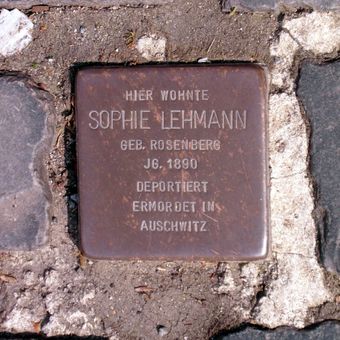 HIER WOHNTE
SOPHIE LEHMANN
GEB. ROSENBERG
JG. 1890
DEPORTIERT
ERMORDET IN
AUSCHWITZ